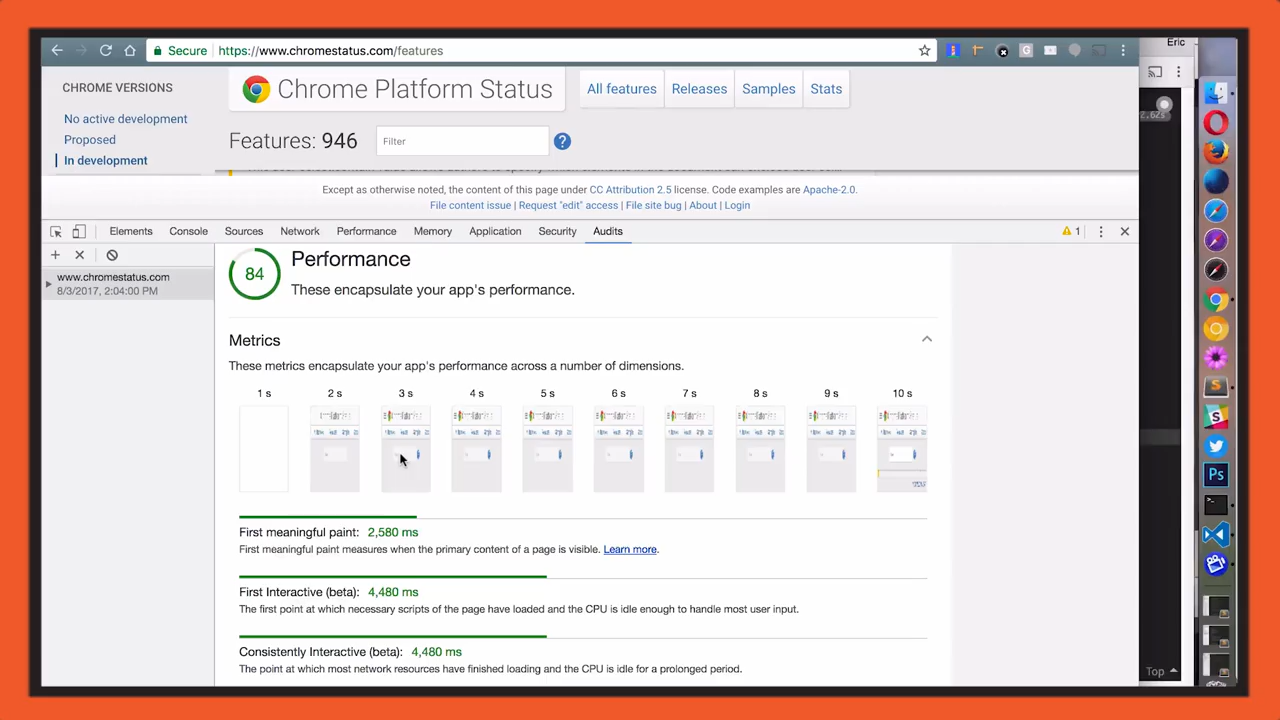 Secure https://www.chromestatus.com/features
Eric
CHROME VERSIONS
No active development
Proposed
In development
Chrome Platform Status
All features
Releases
Samples
Stats
Features: 946
Filter
?
Except as otherwise noted, the content of this page under CC Attribution 2.5 license. Code examples are Apache-2.0.
File content issue | Request "edit" access | File site bug | About | Login
Elements
Console
Sources
Network
Performance
Memory
Application
Security
Audits
1
www.chromestatus.com
8/3/2017, 2:04:00 PM
84
Performance
These encapsulate your app's performance.
Metrics
These metrics encapsulate your app's performance across a number of dimensions.
1 s
2 s
3 s
4 s
5 s
6 s
7 s
8 s
9 s
10 s
First meaningful paint: 2,580 ms
First meaningful paint measures when the primary content of a page is visible. Learn more.
First Interactive (beta): 4,480 ms
The first point at which necessary scripts of the page have loaded and the CPU is idle enough to handle most user input.
Consistently Interactive (beta): 4,480 ms
The point at which most network resources have finished loading and the CPU is idle for a prolonged period.
Top
Ps